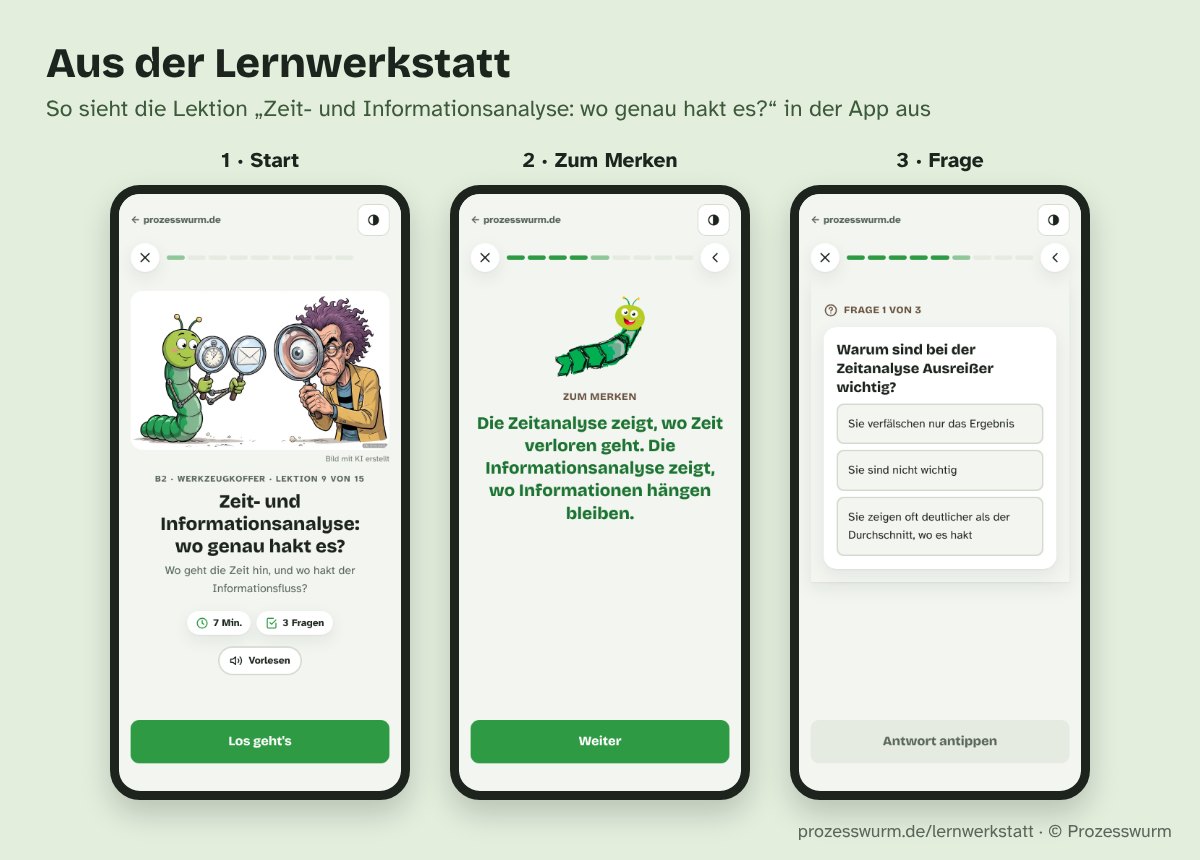 Aus der Lernwerkstatt
So sieht die Lektion „Zeit- und Informationsanalyse: wo genau hakt es?“ in der App aus
1 · Start
← prozesswurm.de
Bild mit KI erstellt
B2 · WERKZEUGKOFFER · LEKTION 9 VON 15
Zeit- und
Informationsanalyse:
wo genau hakt es?
Wo geht die Zeit hin, und wo hakt der
Informationsfluss?
7 Min.
3 Fragen
Vorlesen
Los geht's
2 · Zum Merken
← prozesswurm.de
ZUM MERKEN
Die Zeitanalyse zeigt, wo Zeit
verloren geht. Die
Informationsanalyse zeigt,
wo Informationen hängen
bleiben.
Weiter
3 · Frage
← prozesswurm.de
FRAGE 1 VON 3
Warum sind bei der
Zeitanalyse Ausreißer
wichtig?
Sie verfälschen nur das Ergebnis
Sie sind nicht wichtig
Sie zeigen oft deutlicher als der
Durchschnitt, wo es hakt
Antwort antippen
prozesswurm.de/lernwerkstatt · © Prozesswurm